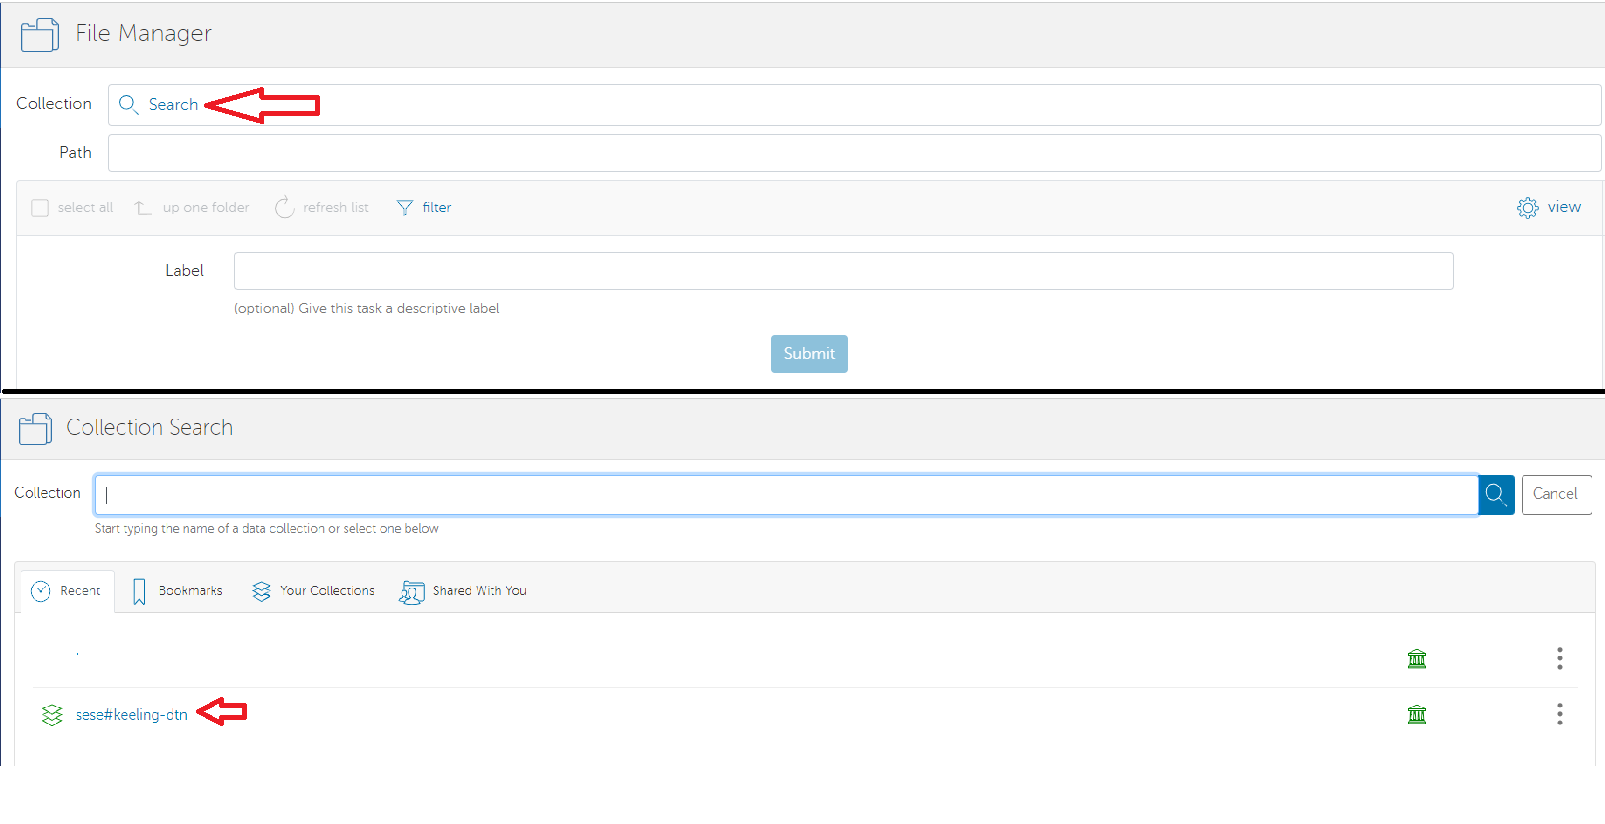 File Manager
Collection
Search
Path
select all
up one folder
refresh list
filter
view
Label
(optional) Give this task a descriptive label
Submit
Collection Search
Collection
Cancel
Start typing the name of a data collection or select one below
Recent
Bookmarks
Your Collections
Shared With You
sese#keeling-dtn